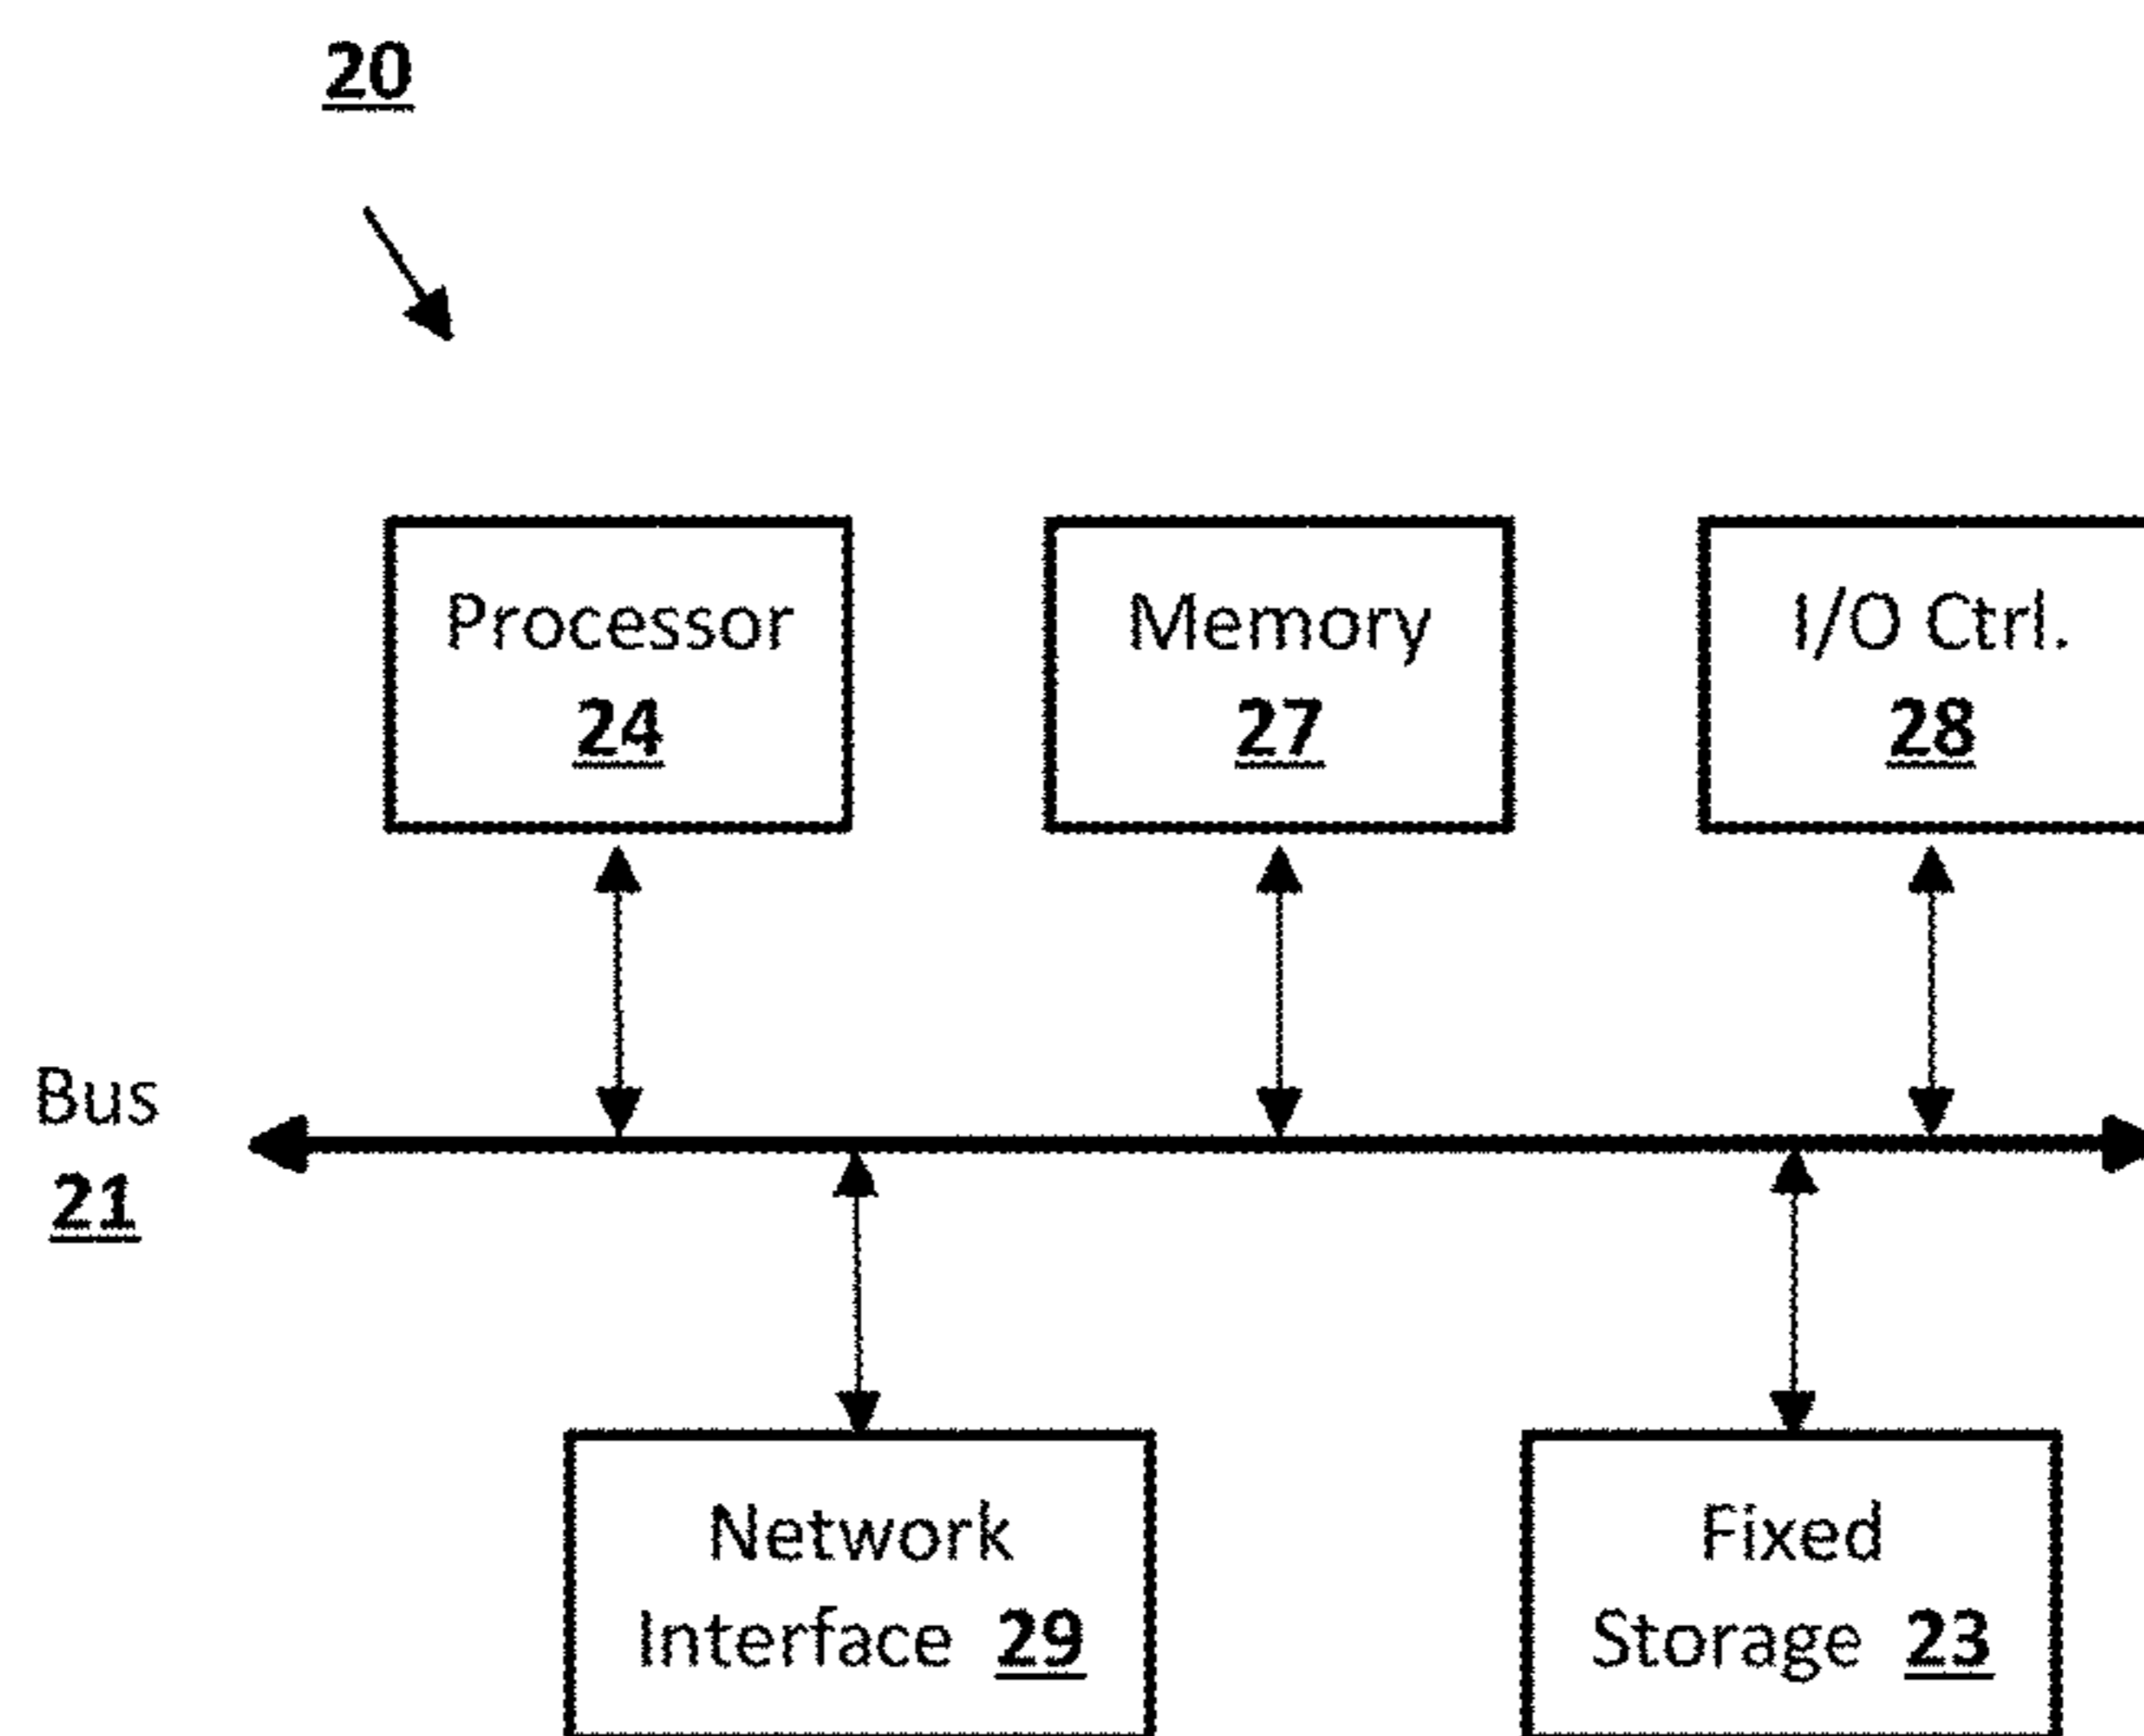 20
Processor
24
Memory
27
I/O Ctrl.
28
Bus
21
Network
Interface 29
Fixed
Storage 23